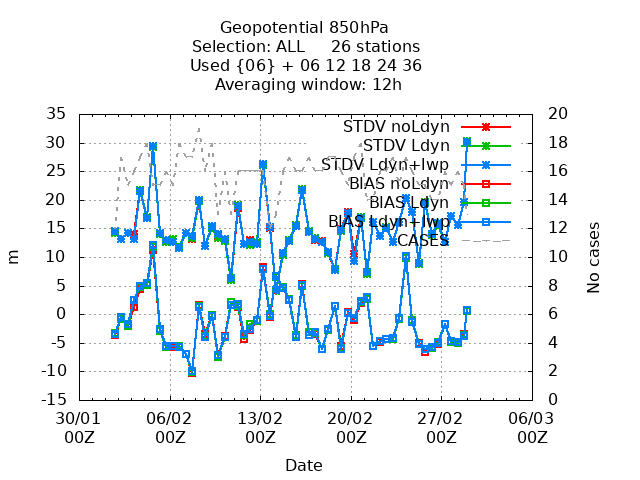 Geopotential 850hPa
Selection: ALL     26 stations
Used {06} + 06 12 18 24 36
Averaging window: 12h
35
30
25
20
15
10
5
0
-5
-10
-15
m
STDV noLdyn
STDV Ldyn
STDV Ldyn+Iwp
BIAS noLdyn
BIAS Ldyn
BIAS Ldyn+Iwp
CASES
20
18
16
14
12
10
8
6
4
2
0
No cases
30/01 06/02 13/02 20/02 27/02 06/03
00Z 00Z 00Z 00Z 00Z 00Z
Date